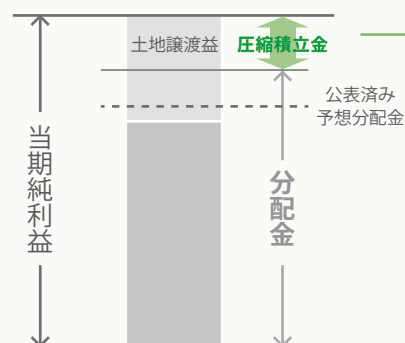 土地譲渡益
圧縮積立金
公表済み
予想分配金
当期純利益
分配金